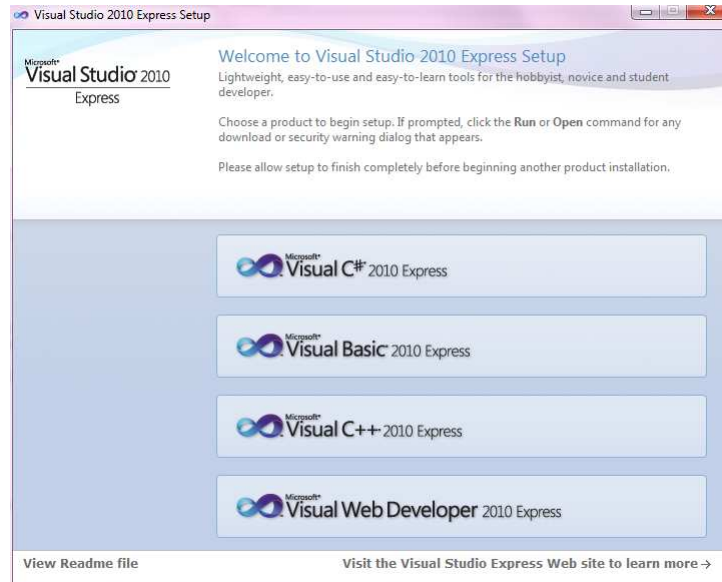 Visual Studio 2010 Express Setup
Microsoft®
Visual Studio® 2010
Express
Welcome to Visual Studio 2010 Express Setup
Lightweight, easy-to-use and easy-to-learn tools for the hobbyist, novice and student
developer.
Choose a product to begin setup. If prompted, click the Run or Open command for any
download or security warning dialog that appears.
Please allow setup to finish completely before beginning another product installation.
Microsoft®
Visual C#® 2010 Express
Microsoft®
Visual Basic® 2010 Express
Microsoft®
Visual C++® 2010 Express
Microsoft®
Visual Web Developer® 2010 Express
View Readme file
Visit the Visual Studio Express Web site to learn more →